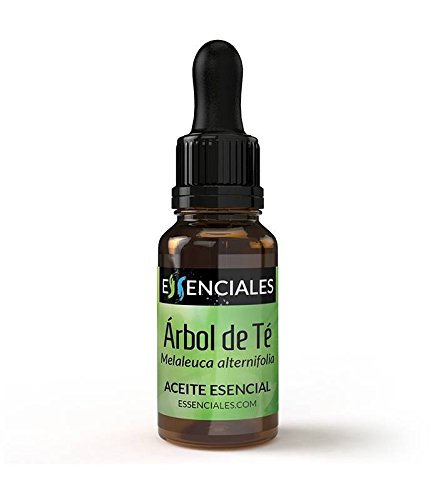 ESSENCIALES
Árbol de Té
Melaleuca alternifolia
ACEITE ESENCIAL
ESSENCIALES.COM